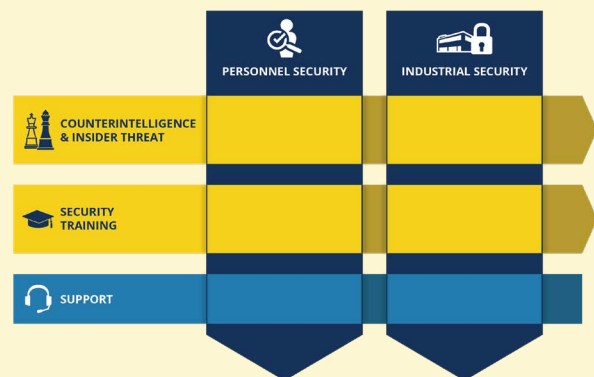 PERSONNEL SECURITY
INDUSTRIAL SECURITY
COUNTERINTELLIGENCE
& INSIDER THREAT
SECURITY
TRAINING
SUPPORT